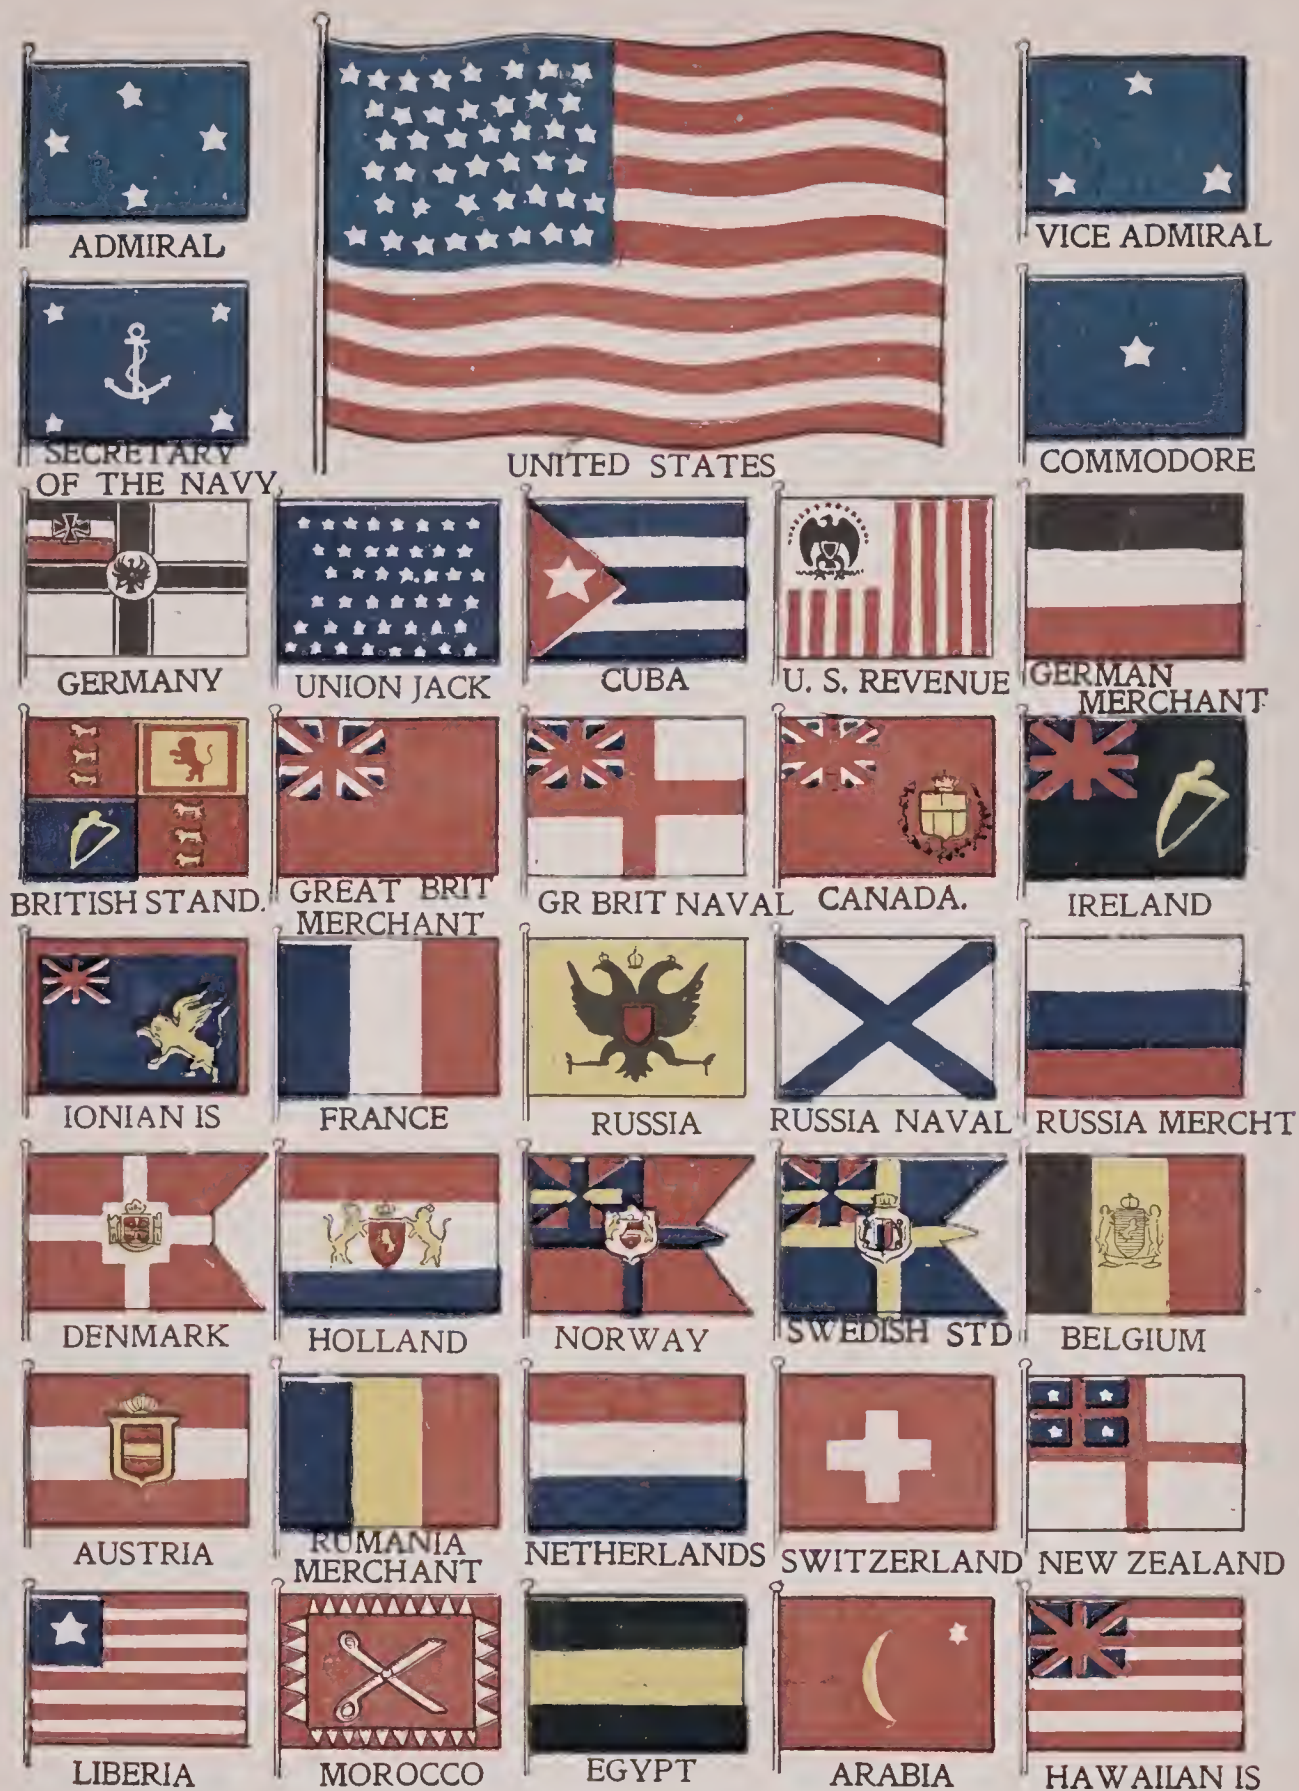 ADMIRAL
VICE ADMIRAL
SECRETARY
OF THE NAVY
UNITED STATES
COMMODORE
GERMANY
UNION JACK
CUBA
U. S. REVENUE
GERMAN
MERCHANT
BRITISH STAND.
GREAT BRIT
MERCHANT
GR BRIT NAVAL
CANADA.
IRELAND
IONIAN IS
FRANCE
RUSSIA
RUSSIA NAVAL
RUSSIA MERCHT
DENMARK
HOLLAND
NORWAY
SWEDISH STD
BELGIUM
AUSTRIA
RUMANIA
MERCHANT
NETHERLANDS
SWITZERLAND
NEW ZEALAND
LIBERIA
MOROCCO
EGYPT
ARABIA
HAWAIIAN IS